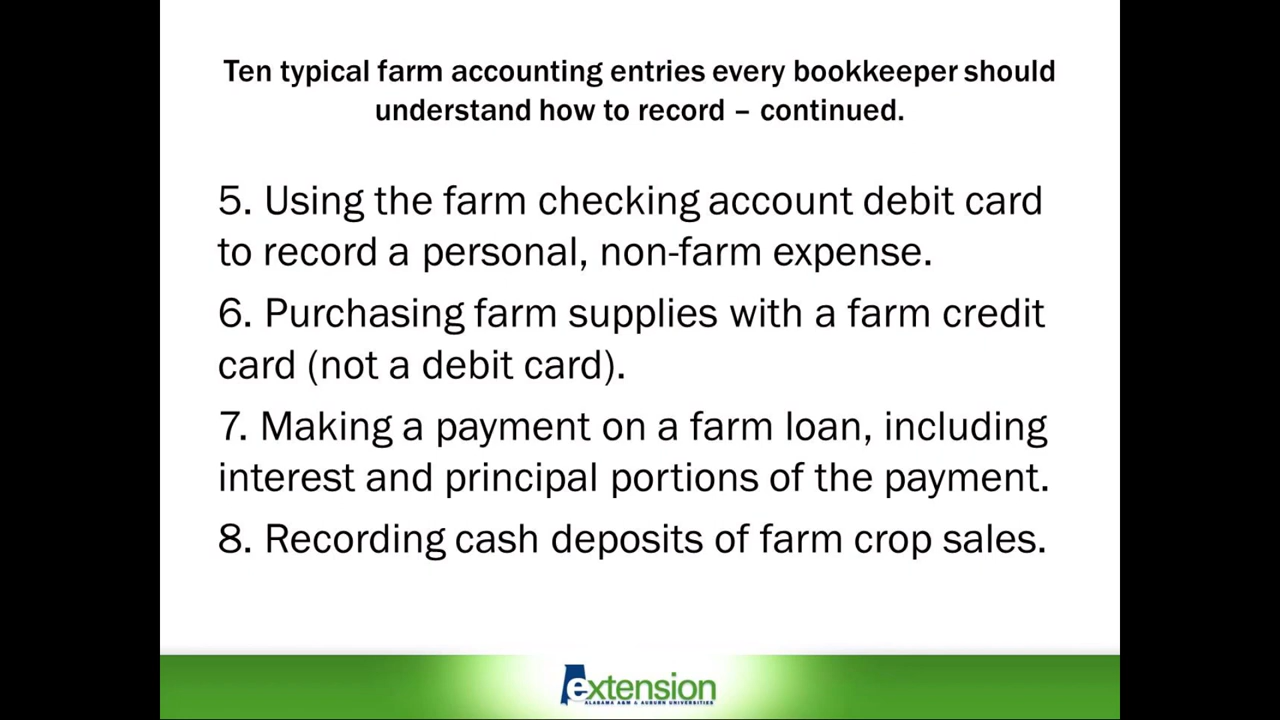 Ten typical farm accounting entries every bookkeeper should
understand how to record – continued.
5. Using the farm checking account debit card
to record a personal, non-farm expense.
6. Purchasing farm supplies with a farm credit
card (not a debit card).
7. Making a payment on a farm loan, including
interest and principal portions of the payment.
8. Recording cash deposits of farm crop sales.
extension
ALABAMA A&M & AUBURN UNIVERSITIES